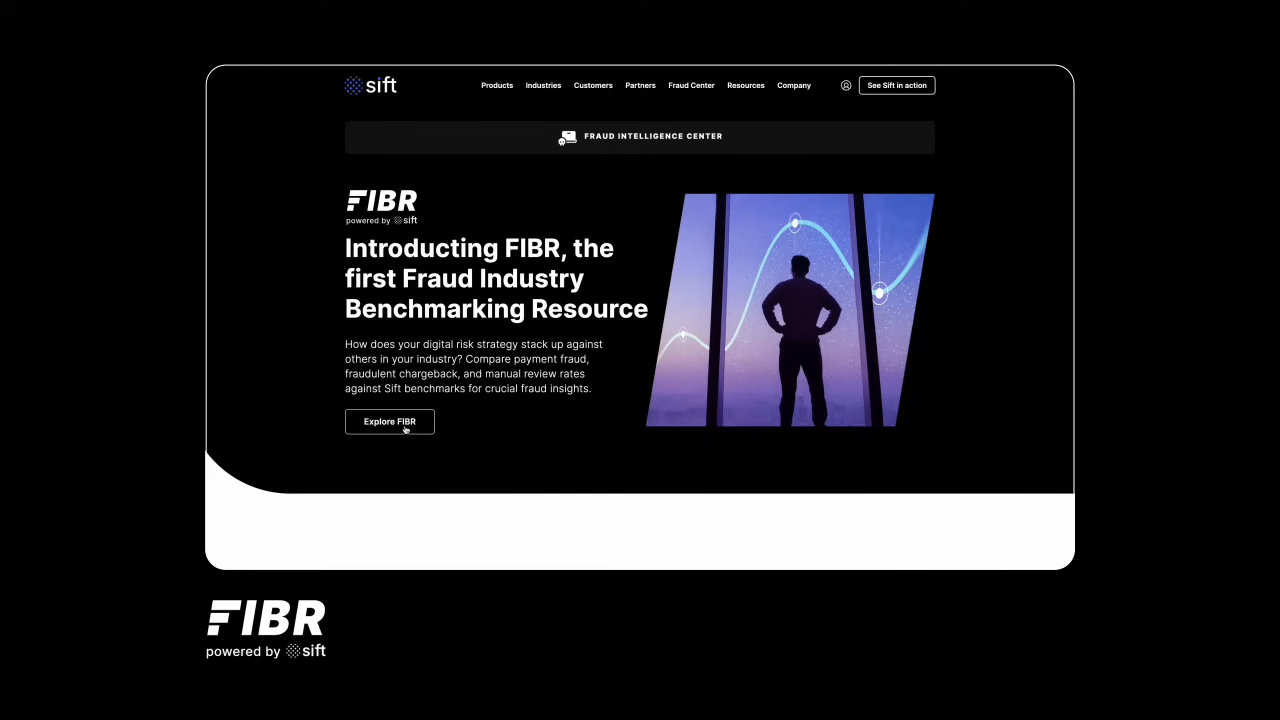 sift
Products Industries Customers Partners Fraud Center Resources Company See Sift in action
FRAUD INTELLIGENCE CENTER
FIBR
powered by sift
Introducting FIBR, the
first Fraud Industry
Benchmarking Resource
How does your digital risk strategy stack up against
others in your industry? Compare payment fraud,
fraudulent chargeback, and manual review rates
against Sift benchmarks for crucial fraud insights.
Explore FIBR
FIBR
powered by sift